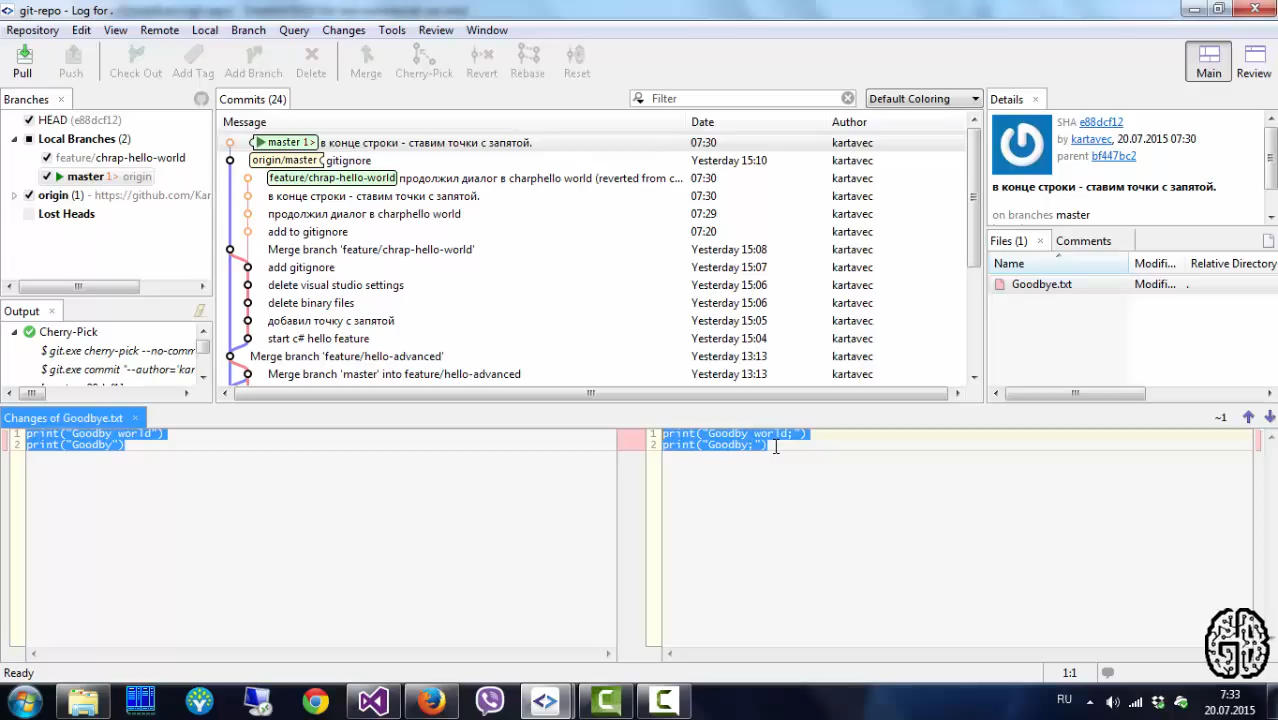 git-repo - Log for .
Repository Edit View Remote Local Branch Query Changes Tools Review Window
Pull Push Check Out Add Tag Add Branch Delete Merge Cherry-Pick Revert Rebase Reset Main Review
Branches
HEAD (e88dcf12)
Local Branches (2)
feature/chrap-hello-world
master 1> origin
origin (1) - https://github.com/Kar
Lost Heads
Output
Cherry-Pick
$ git.exe cherry-pick --no-comm
$ git.exe commit "--author='kar
Commits (24) Filter Default Coloring
Message Date Author
master 1> в конце строки - ставим точки с запятой. 07:30 kartavec
origin/master gitignore Yesterday 15:10 kartavec
feature/chrap-hello-world продолжил диалог в charphello world (reverted from c... 07:30 kartavec
в конце строки - ставим точки с запятой. 07:30 kartavec
продолжил диалог в charphello world 07:29 kartavec
add to gitignore 07:20 kartavec
Merge branch 'feature/chrap-hello-world' Yesterday 15:08 kartavec
add gitignore Yesterday 15:07 kartavec
delete visual studio settings Yesterday 15:06 kartavec
delete binary files Yesterday 15:06 kartavec
добавил точку с запятой Yesterday 15:05 kartavec
start c# hello feature Yesterday 15:04 kartavec
Merge branch 'feature/hello-advanced' Yesterday 13:13 kartavec
Merge branch 'master' into feature/hello-advanced Yesterday 13:13 kartavec
Details
SHA e88dcf12
by kartavec, 20.07.2015 07:30
parent bf447bc2
в конце строки - ставим точки с запятой.
on branches master
Files (1) Comments
Name Modifi... Relative Directory
Goodbye.txt Modifi... .
Changes of Goodbye.txt ~1
1 print("Goodby world")
2 print("Goodby")
1 print("Goodby world;")
2 print("Goodby;")
Ready 1:1
RU 7:33
20.07.2015